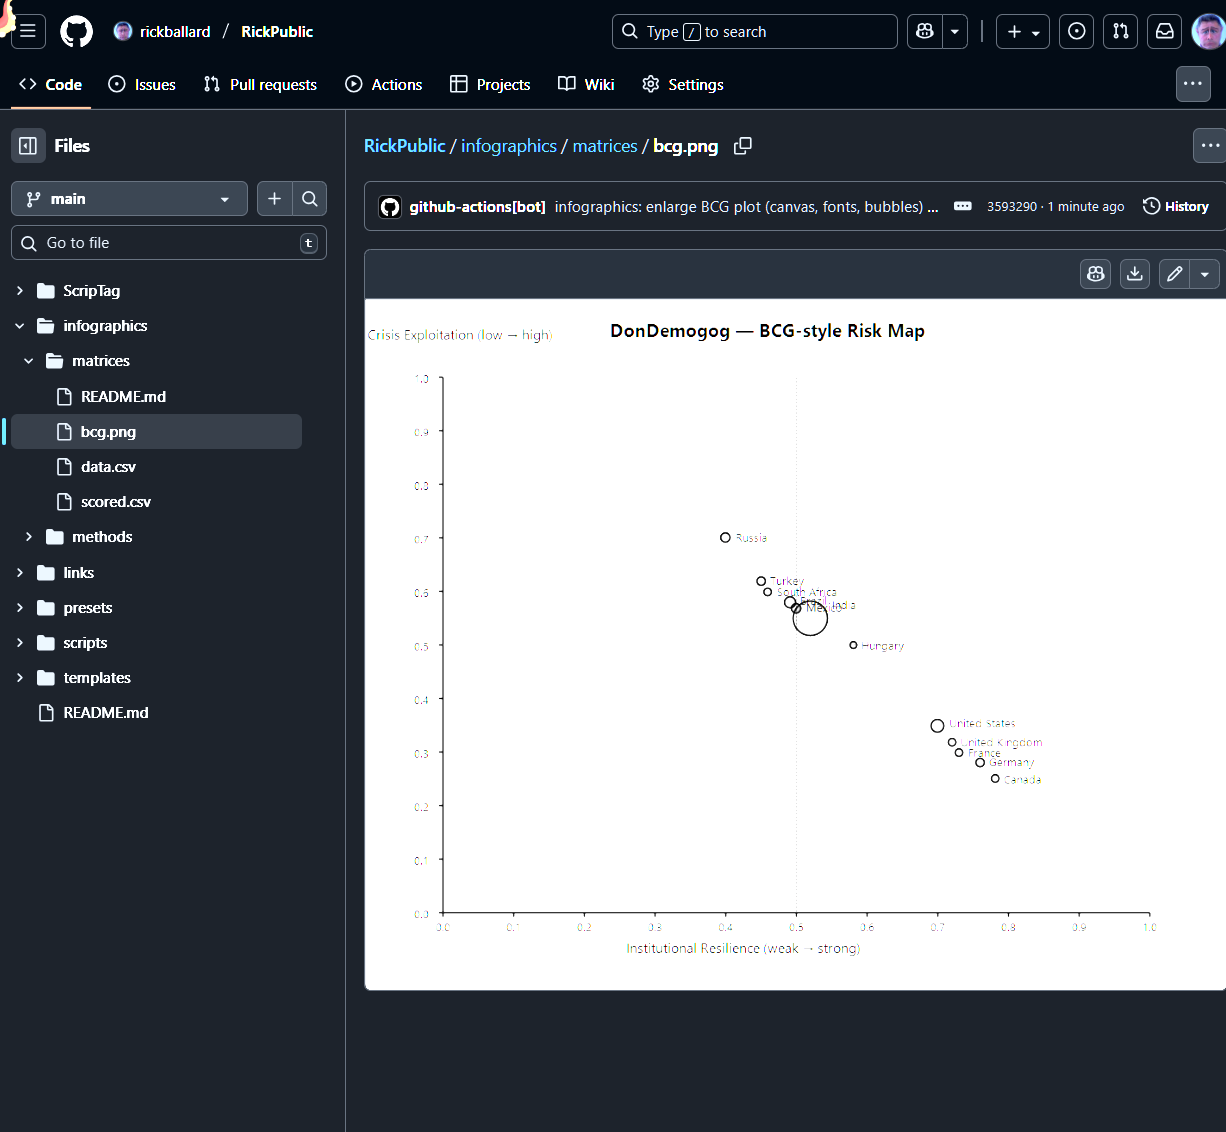 rickballard / RickPublic
Type / to search
Code Issues Pull requests Actions Projects Wiki Settings
Files
main
Go to file t
ScripTag
infographics
matrices
README.md
bcg.png
data.csv
scored.csv
methods
links
presets
scripts
templates
README.md
RickPublic / infographics / matrices / bcg.png
github-actions[bot] infographics: enlarge BCG plot (canvas, fonts, bubbles) ... 3593290 · 1 minute ago History
DonDemogog — BCG-style Risk Map
Crisis Exploitation (low → high)
1.0
0.9
0.8
0.7
0.6
0.5
0.4
0.3
0.2
0.1
0.0
Russia
Turkey
South Africa
Brazil
India
Mexico
Hungary
United States
United Kingdom
France
Germany
Canada
0.0 0.1 0.2 0.3 0.4 0.5 0.6 0.7 0.8 0.9 1.0
Institutional Resilience (weak → strong)